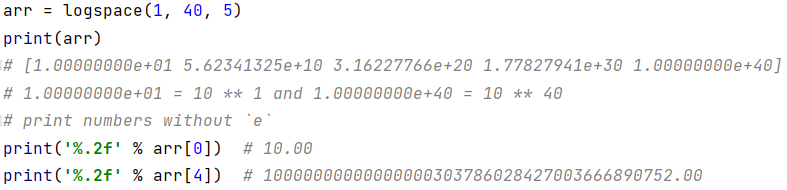 arr = logspace(1, 40, 5)
print(arr)
# [1.00000000e+01 5.62341325e+10 3.16227766e+20 1.77827941e+30 1.00000000e+40]
# 1.00000000e+01 = 10 ** 1 and 1.00000000e+40 = 10 ** 40
# print numbers without `e`
print('%.2f' % arr[0])  # 10.00
print('%.2f' % arr[4])  # 10000000000000000303786028427003666890752.00